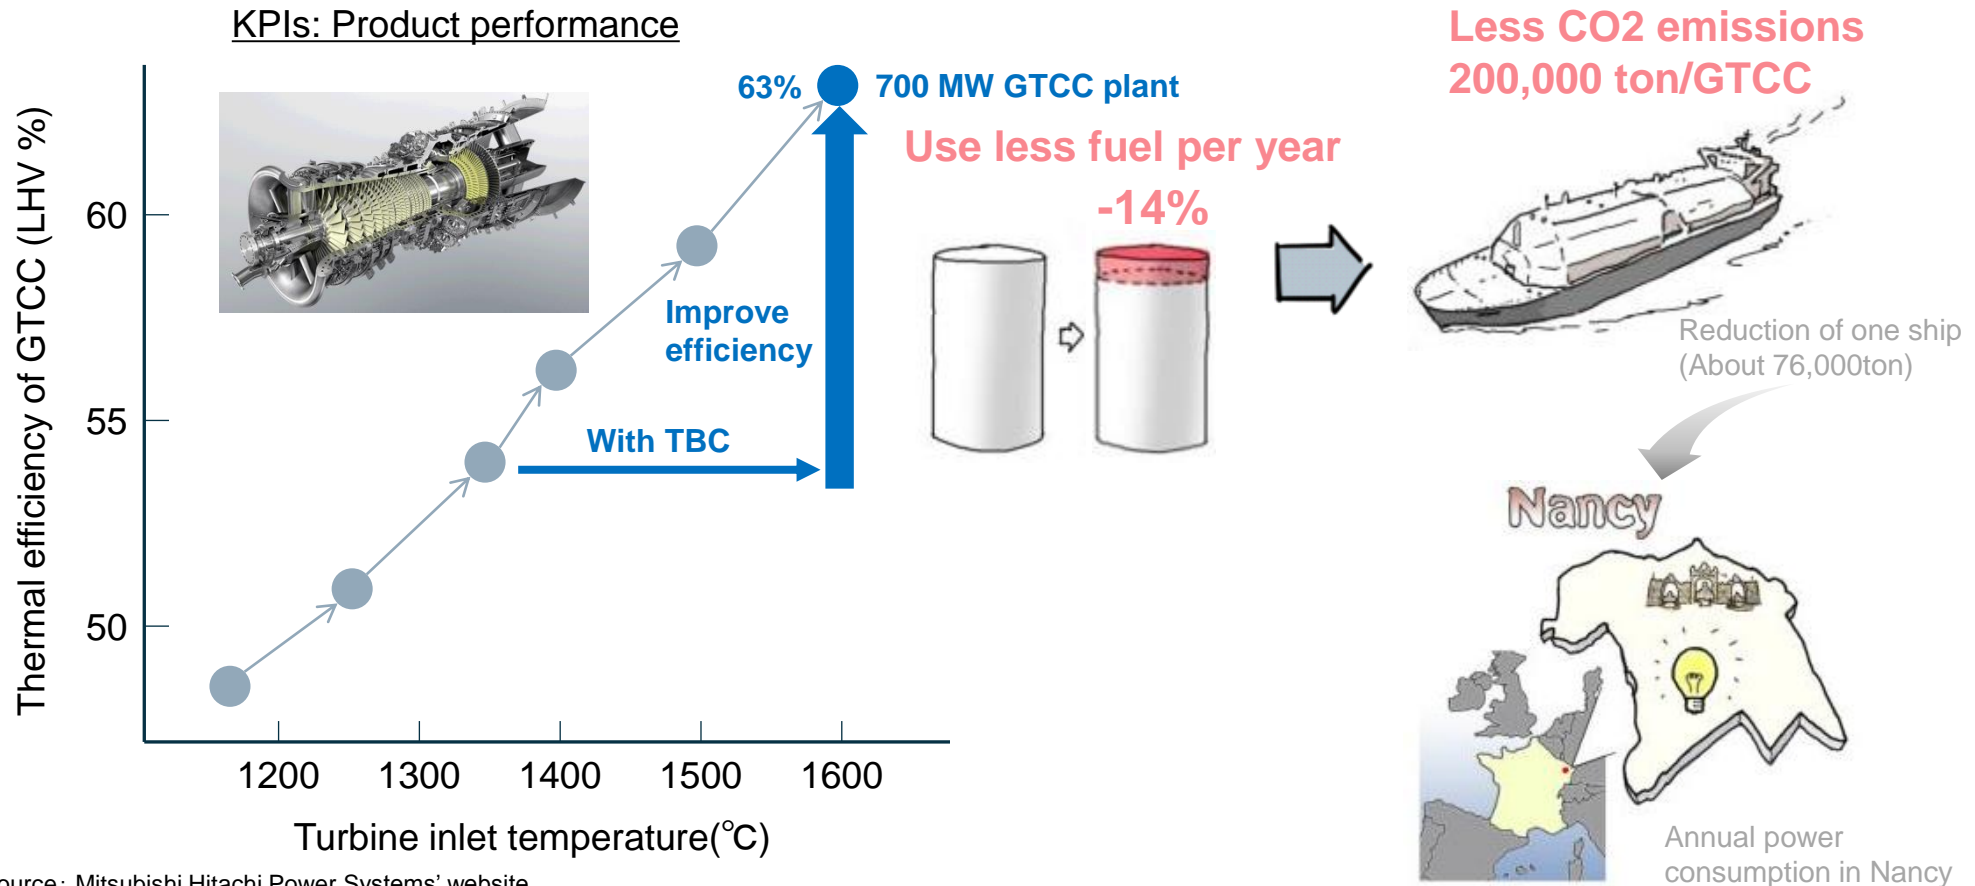 KPIs: Product performance
Less CO2 emissions
200,000 ton/GTCC
63%
700 MW GTCC plant
Use less fuel per year
-14%
Thermal efficiency of GTCC (LHV %)
60
55
50
Improve
efficiency
With TBC
Reduction of one ship
(About 76,000ton)
Nancy
1200
1300
1400
1500
1600
Turbine inlet temperature(℃)
Annual power
consumption in Nancy
: Mitsubishi Hitachi Power Systems' website